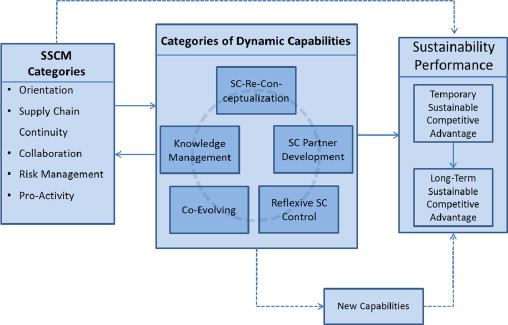 SSCM
Categories
• Orientation
• Supply Chain
Continuity
• Collaboration
• Risk Management
• Pro-Activity
Categories of Dynamic Capabilities
SC-Re-Con-
ceptualization
Knowledge
Management
SC Partner
Development
Co-Evolving
Reflexive SC
Control
Sustainability
Performance
Temporary
Sustainable
Competitive
Advantage
Long-Term
Sustainable
Competitive
Advantage
New Capabilities